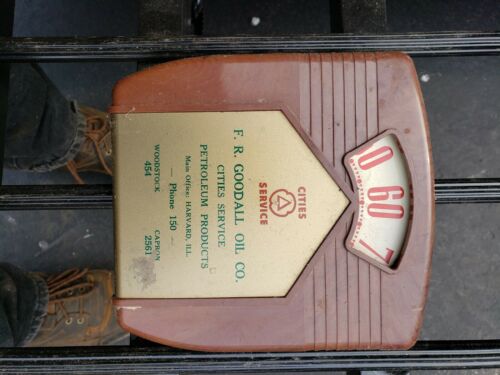 0 60 7
CITIES
SERVICE
F. R. GOODALL OIL CO.
CITIES SERVICE
PETROLEUM PRODUCTS
Main Office: HARVARD, ILL.
— Phone 150 —
WOODSTOCK CAPRON
454 2561